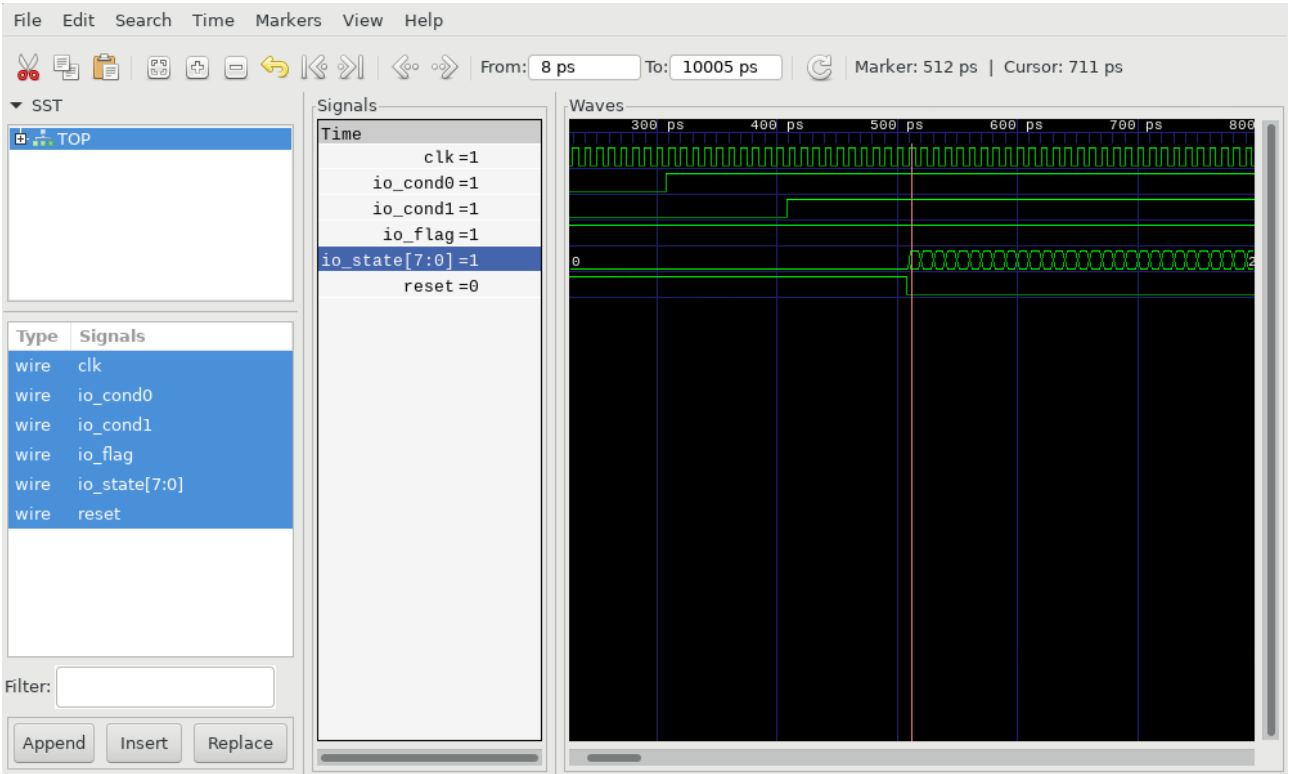 File Edit Search Time Markers View Help
From: 8 ps To: 10005 ps Marker: 512 ps | Cursor: 711 ps
SST
TOP
Type Signals
wire clk
wire io_cond0
wire io_cond1
wire io_flag
wire io_state[7:0]
wire reset
Filter:
Append Insert Replace
Signals
Time
clk =1
io_cond0 =1
io_cond1 =1
io_flag =1
io_state[7:0] =1
reset =0
Waves
300 ps 400 ps 500 ps 600 ps 700 ps 800
0 2